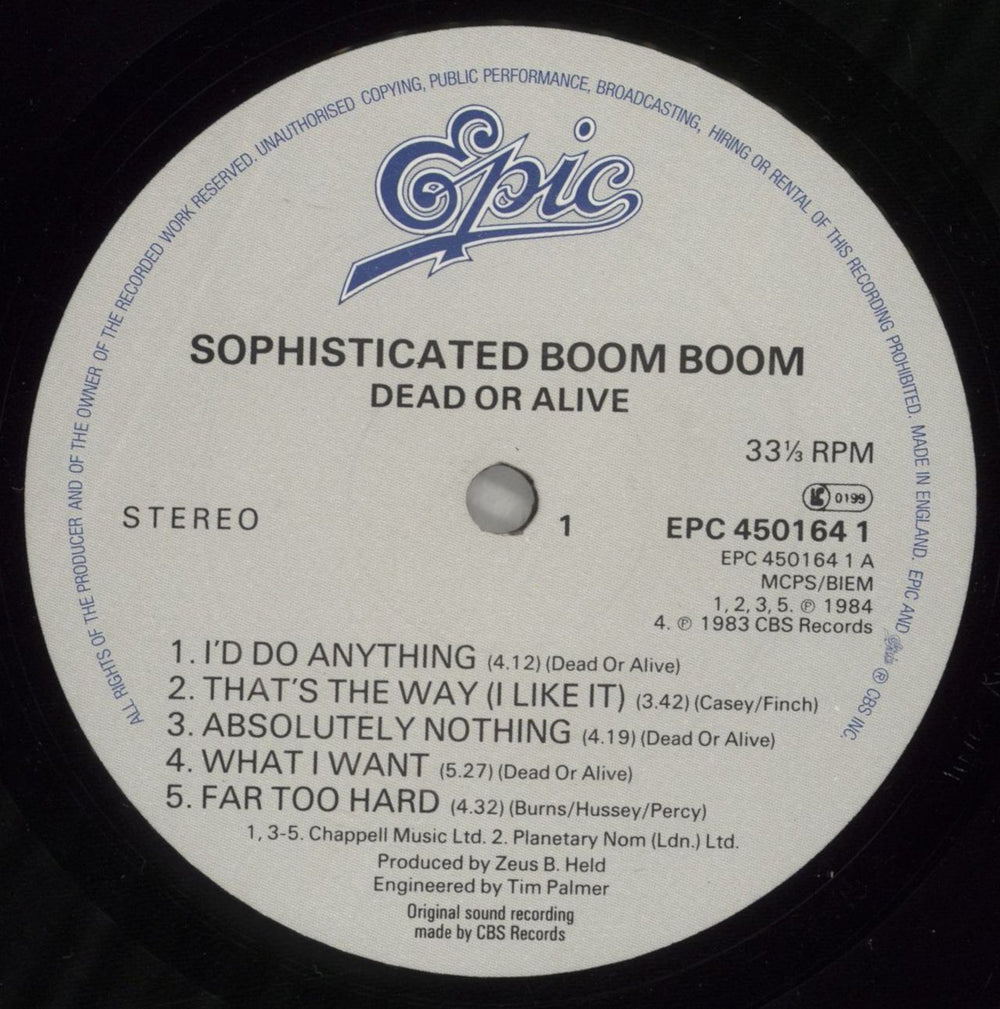 ALL RIGHTS OF THE PRODUCER AND OF THE OWNER OF THE RECORDED WORK RESERVED. UNAUTHORISED COPYING, PUBLIC PERFORMANCE, BROADCASTING, HIRING OR RENTAL OF THIS RECORDING PROHIBITED. MADE IN ENGLAND. EPIC AND Epic ® CBS INC.
Epic
SOPHISTICATED BOOM BOOM
DEAD OR ALIVE
33⅓ RPM
LC 0199
STEREO
1
EPC 450164 1
EPC 450164 1 A
MCPS/BIEM
1, 2, 3, 5. ℗ 1984
4. ℗ 1983 CBS Records
1. I'D DO ANYTHING (4.12) (Dead Or Alive)
2. THAT'S THE WAY (I LIKE IT) (3.42) (Casey/Finch)
3. ABSOLUTELY NOTHING (4.19) (Dead Or Alive)
4. WHAT I WANT (5.27) (Dead Or Alive)
5. FAR TOO HARD (4.32) (Burns/Hussey/Percy)
1, 3-5. Chappell Music Ltd. 2. Planetary Nom (Ldn.) Ltd.
Produced by Zeus B. Held
Engineered by Tim Palmer
Original sound recording
made by CBS Records